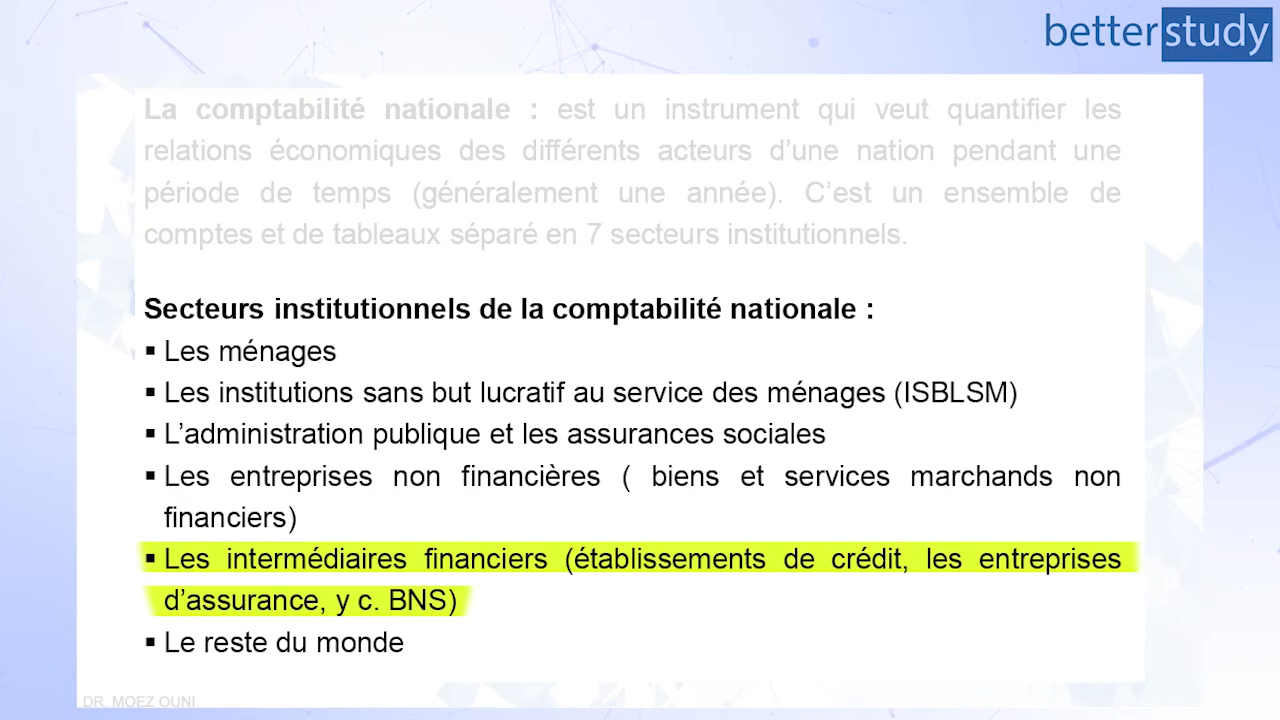 betterstudy
La comptabilité nationale : est un instrument qui veut quantifier les
relations économiques des différents acteurs d’une nation pendant une
période de temps (généralement une année). C’est un ensemble de
comptes et de tableaux séparé en 7 secteurs institutionnels.
Secteurs institutionnels de la comptabilité nationale :
▪ Les ménages
▪ Les institutions sans but lucratif au service des ménages (ISBLSM)
▪ L’administration publique et les assurances sociales
▪ Les entreprises non financières ( biens et services marchands non
financiers)
▪ Les intermédiaires financiers (établissements de crédit, les entreprises
d’assurance, y c. BNS)
▪ Le reste du monde
DR. MOEZ OUNI